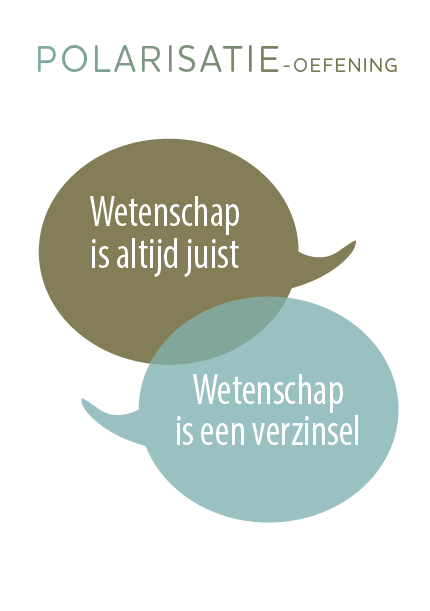 POLARISATIE-OEFENING
Wetenschap
is altijd juist
Wetenschap
is een verzinsel